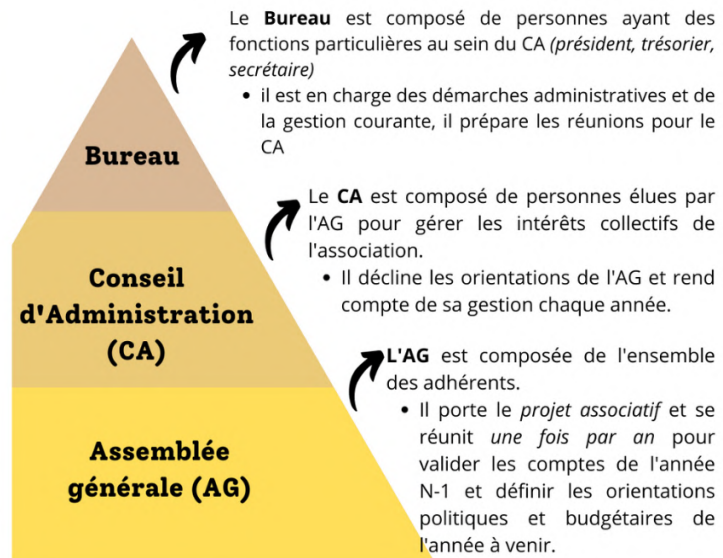 Le Bureau est composé de personnes ayant des
fonctions particulières au sein du CA (président, trésorier,
secrétaire)
• il est en charge des démarches administratives et de
la gestion courante, il prépare les réunions pour le
CA
Bureau
Le CA est composé de personnes élues par
l'AG pour gérer les intérêts collectifs de
l'association.
• Il décline les orientations de l'AG et rend
compte de sa gestion chaque année.
Conseil
d'Administration
(CA)
L'AG est composée de l'ensemble
des adhérents.
• Il porte le projet associatif et se
réunit une fois par an pour
valider les comptes de l'année
N-1 et définir les orientations
politiques et budgétaires de
l'année à venir.
Assemblée
générale (AG)